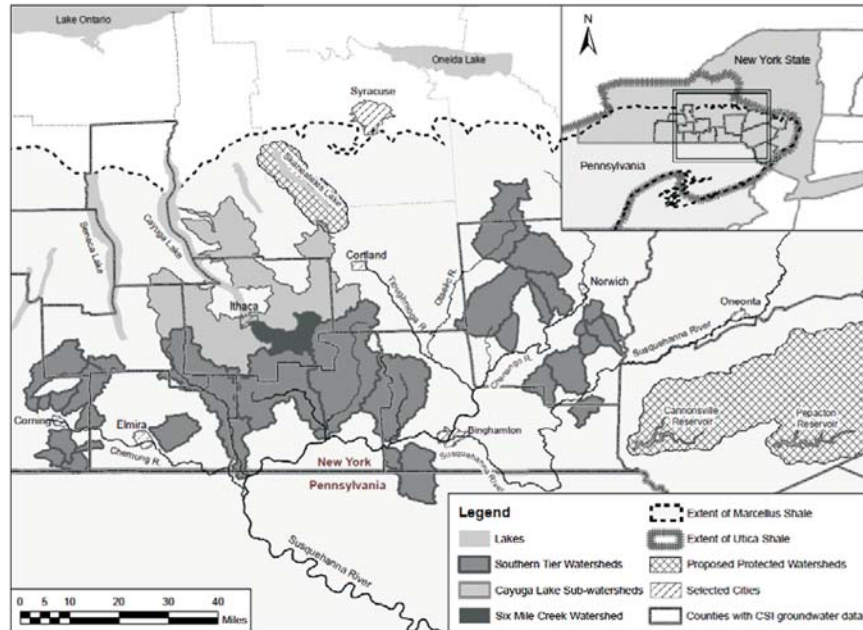 Lake Ontario
Oneida Lake
Syracuse
Skaneateles Lake
Seneca Lake
Cayuga Lake
Cortland
Ithaca
Tioughnioga R.
Otselic R.
Norwich
Oneonta
Susquehanna River
Chenango R.
Corning
Elmira
Chemung R.
Binghamton
Susquehanna River
Cannonsville
Reservoir
Pepacton
Reservoir
New York
Pennsylvania
Susquehanna River
N
New York State
Pennsylvania
Legend
Lakes
Southern Tier Watersheds
Cayuga Lake Sub-watersheds
Six Mile Creek Watershed
Extent of Marcellus Shale
Extent of Utica Shale
Proposed Protected Watersheds
Selected Cities
Counties with CSI groundwater data
0 5 10 20 30 40
Miles